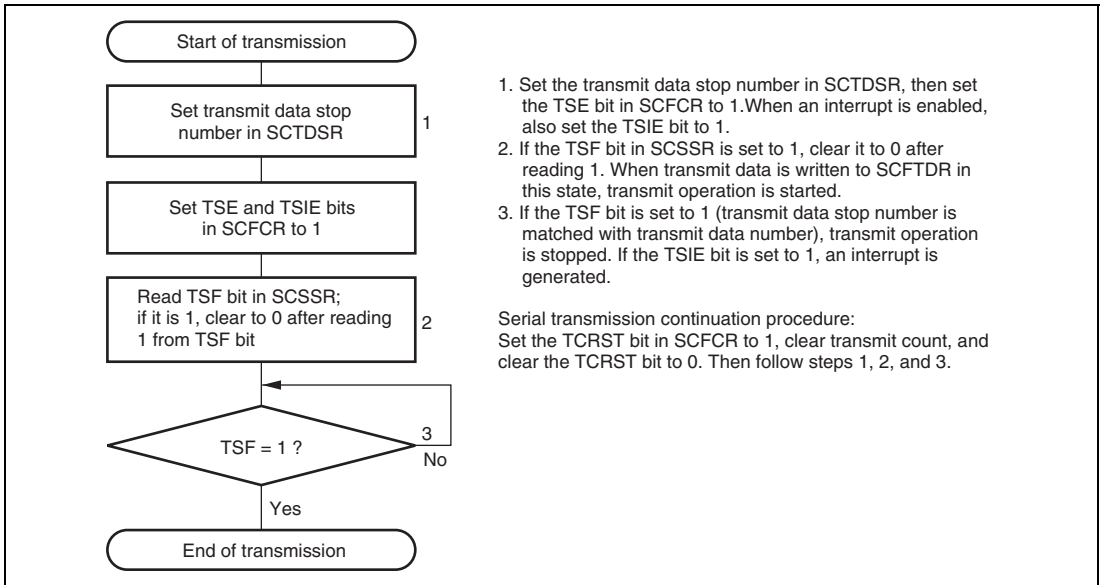 Start of transmission
Set transmit data stop
number in SCTDSR
1
Set TSE and TSIE bits
in SCFCR to 1
Read TSF bit in SCSSR;
if it is 1, clear to 0 after reading
1 from TSF bit
2
TSF = 1 ?
3
No
Yes
End of transmission
1. Set the transmit data stop number in SCTDSR, then set
the TSE bit in SCFCR to 1.When an interrupt is enabled,
also set the TSIE bit to 1.
2. If the TSF bit in SCSSR is set to 1, clear it to 0 after
reading 1. When transmit data is written to SCFTDR in
this state, transmit operation is started.
3. If the TSF bit is set to 1 (transmit data stop number is
matched with transmit data number), transmit operation
is stopped. If the TSIE bit is set to 1, an interrupt is
generated.
Serial transmission continuation procedure:
Set the TCRST bit in SCFCR to 1, clear transmit count, and
clear the TCRST bit to 0. Then follow steps 1, 2, and 3.